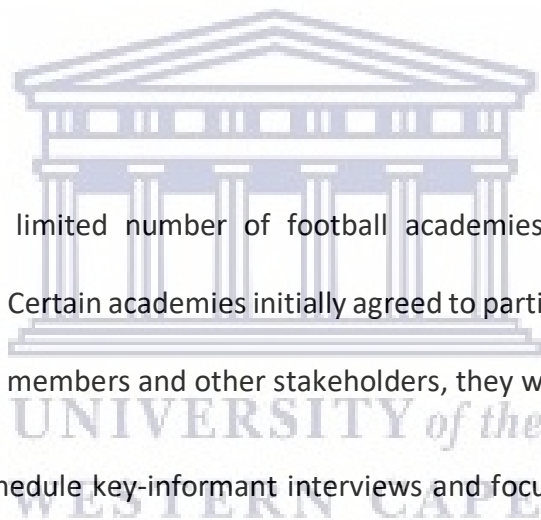 limited number of football academies
Certain academies initially agreed to parti
members and other stakeholders, they w
UNIVERSITY of the
hedule key-informant interviews and focu
WESTERN CAPE